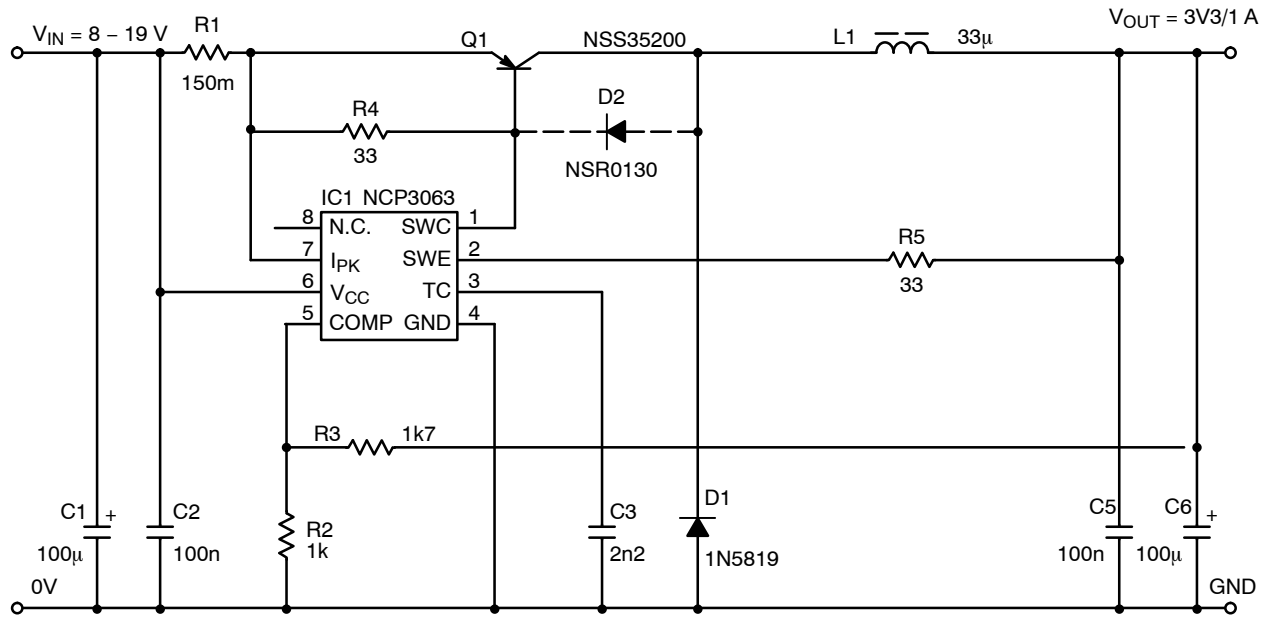 V_IN = 8 – 19 V
R1
150m
Q1
NSS35200
L1
33µ
V_OUT = 3V3/1 A
R4
33
D2
NSR0130
IC1 NCP3063
8 N.C. SWC 1
7 I_PK SWE 2
6 V_CC TC 3
5 COMP GND 4
R5
33
R3 1k7
C1 +
100µ
C2
100n
R2
1k
C3
2n2
D1
1N5819
C5
100n
C6 +
100µ
0V
GND